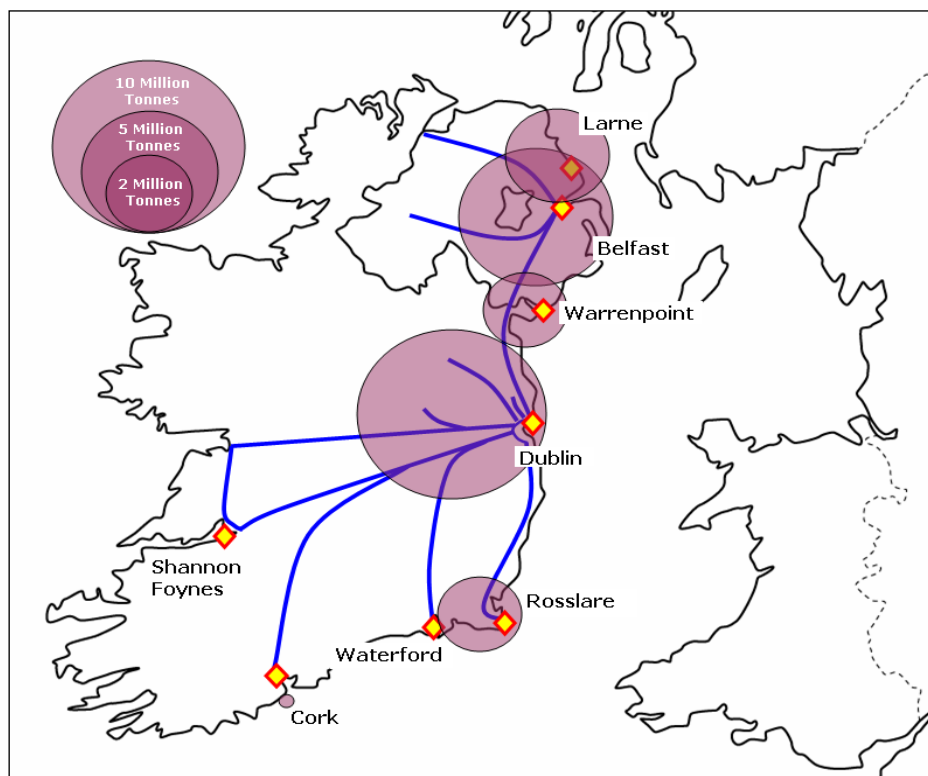 10 Million
Tonnes
5 Million
Tonnes
2 Million
Tonnes
Larne
Belfast
Warrenpoint
Dublin
Shannon
Foynes
Rosslare
Waterford
Cork